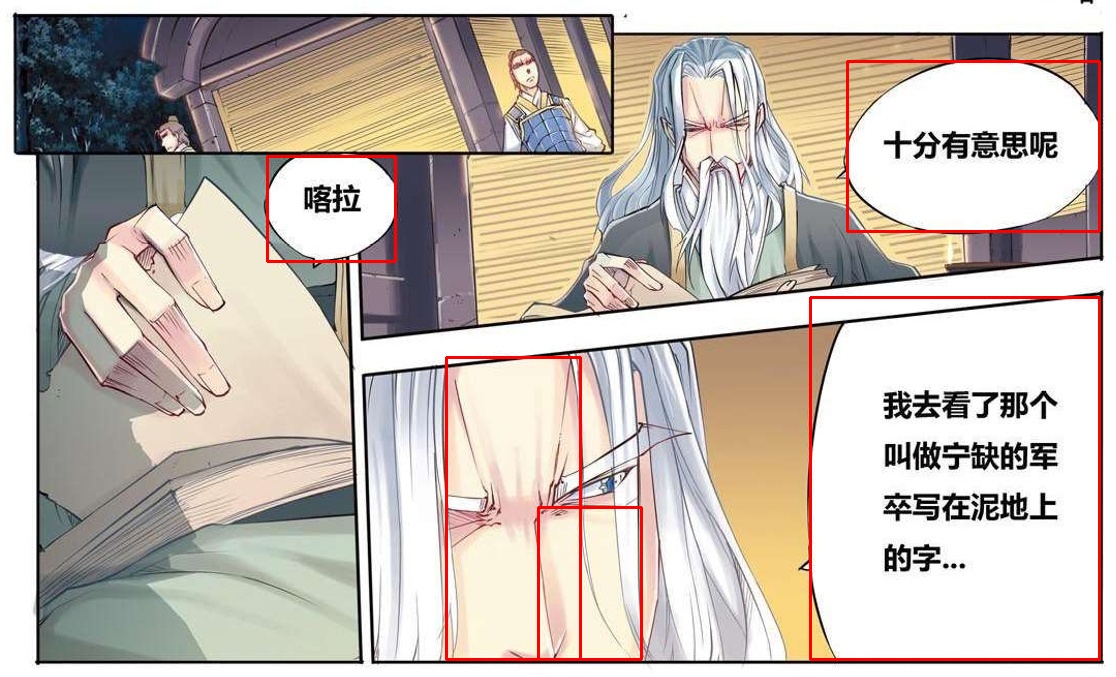 十分有意思呢
喀拉
我去看了那个
叫做宁缺的军
卒写在泥地上
的字...